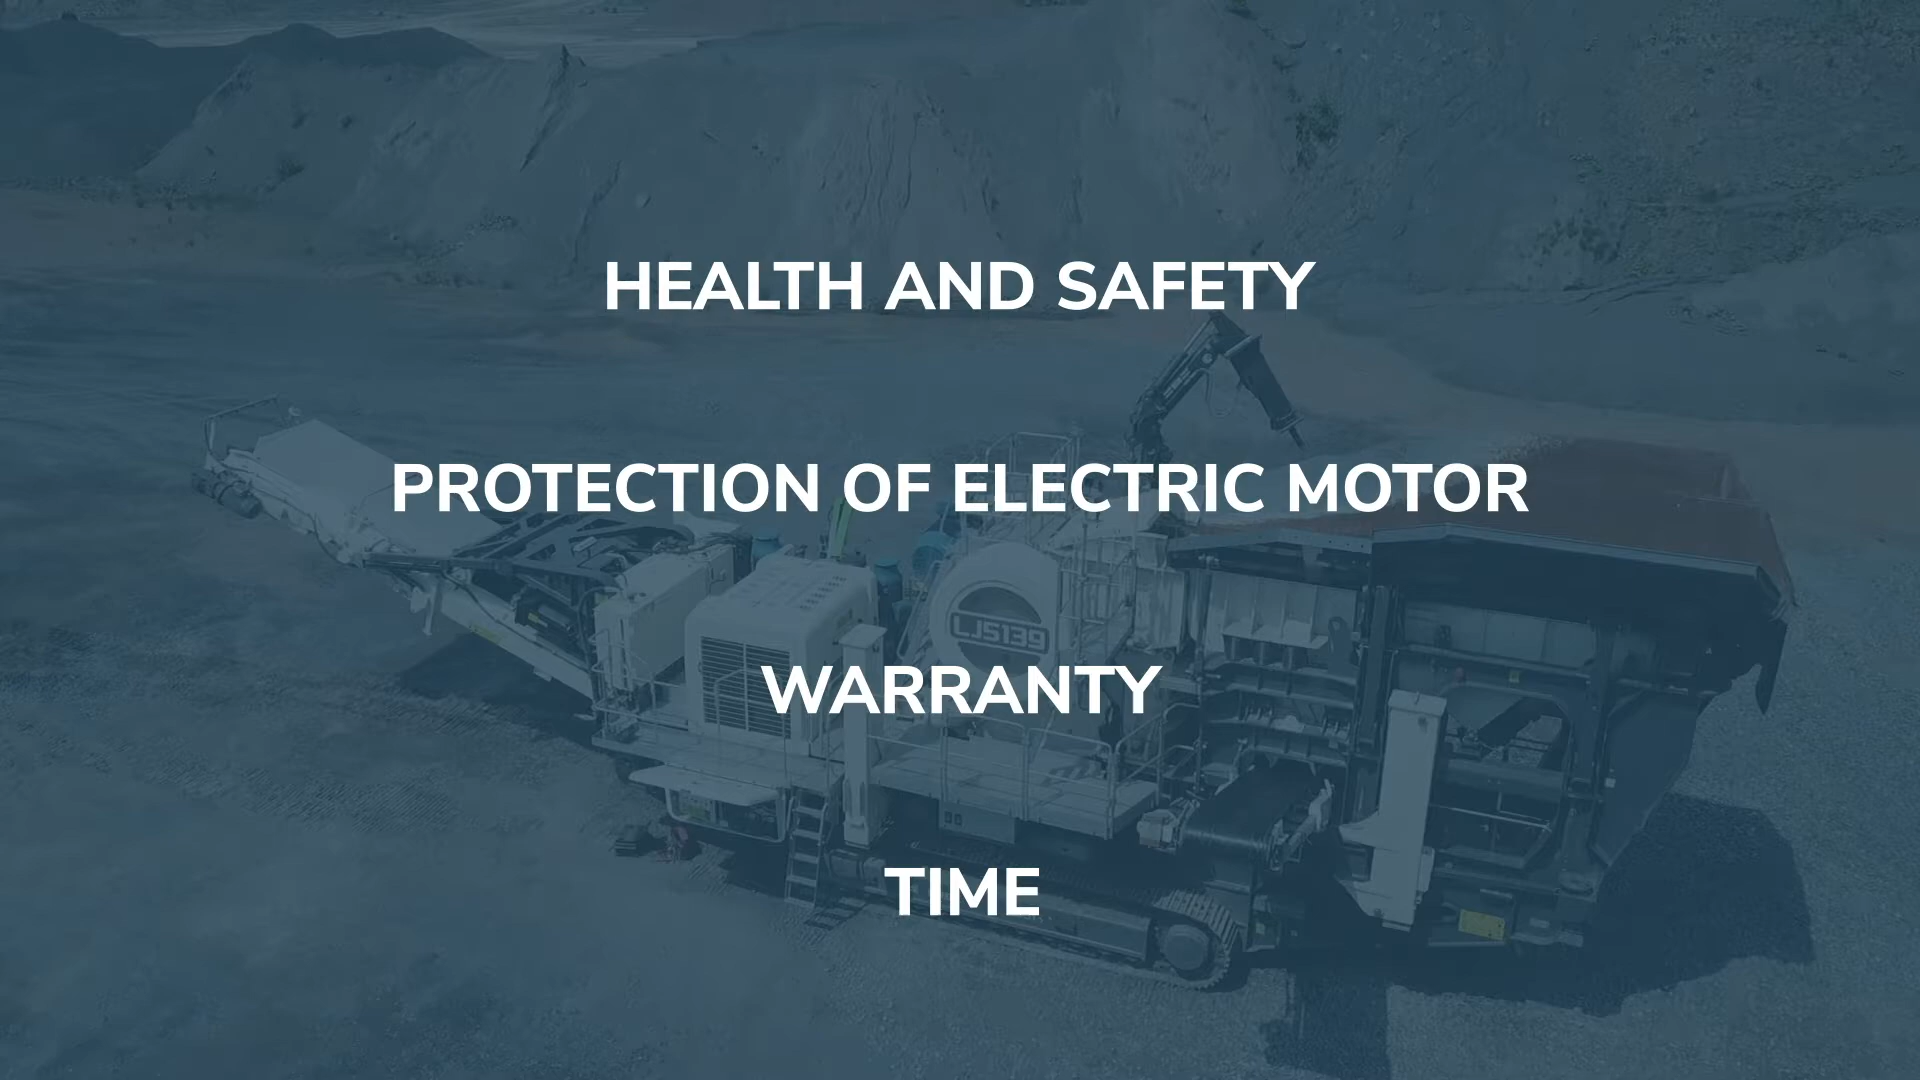 HEALTH AND SAFETY
PROTECTION OF ELECTRIC MOTOR
LJ5139
WARRANTY
TIME